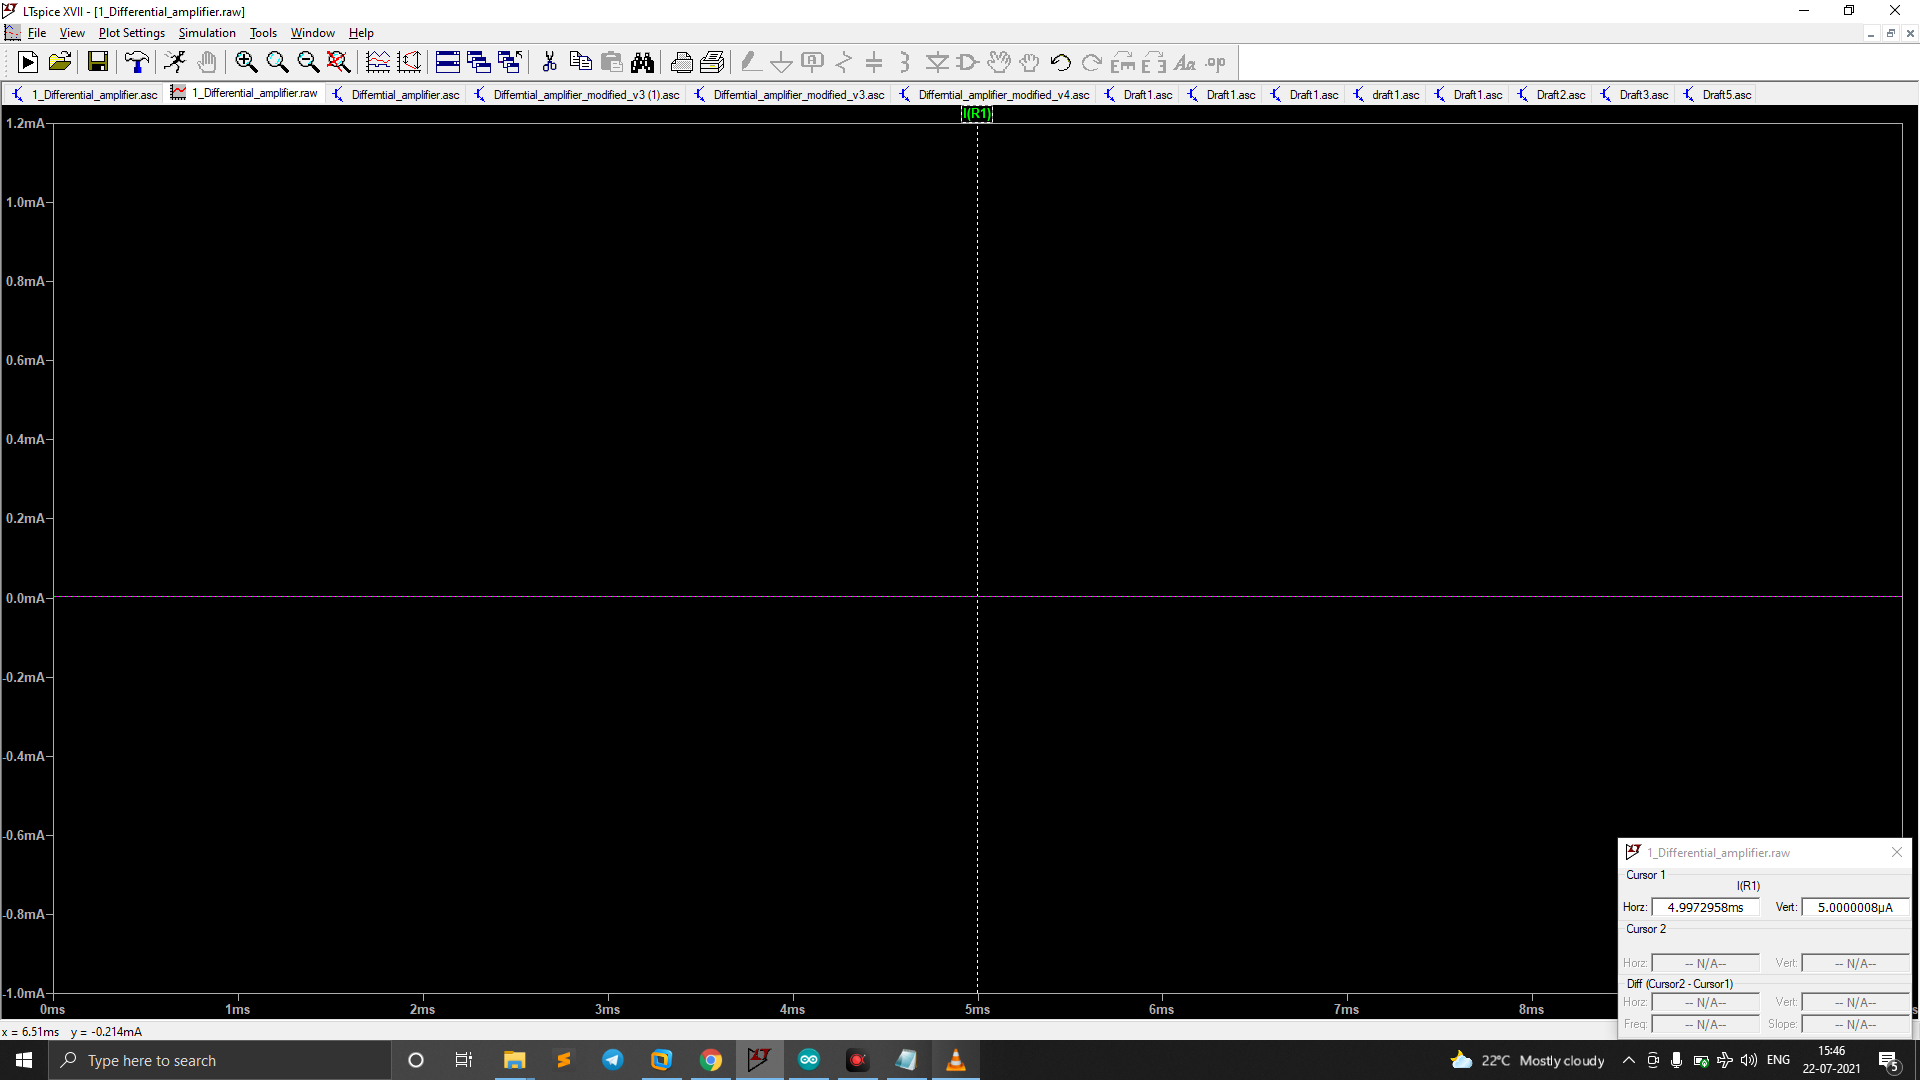 LTspice XVII - [1_Differential_amplifier.raw]
File View Plot Settings Simulation Tools Window Help
1_Differential_amplifier.asc 1_Differential_amplifier.raw Differntial_amplifier.asc Differntial_amplifier_modified_v3 (1).asc Differntial_amplifier_modified_v3.asc Differntial_amplifier_modified_v4.asc Draft1.asc Draft1.asc Draft1.asc draft1.asc Draft1.asc Draft2.asc Draft3.asc Draft5.asc
I(R1)
1.2mA
1.0mA
0.8mA
0.6mA
0.4mA
0.2mA
0.0mA
-0.2mA
-0.4mA
-0.6mA
-0.8mA
-1.0mA
0ms 1ms 2ms 3ms 4ms 5ms 6ms 7ms 8ms
1_Differential_amplifier.raw
Cursor 1
I(R1)
Horz: 4.9972958ms Vert: 5.0000008µA
Cursor 2
Horz: -- N/A-- Vert: -- N/A--
Diff (Cursor2 - Cursor1)
Horz: -- N/A-- Vert: -- N/A--
Freq: -- N/A-- Slope: -- N/A--
x = 6.51ms y = -0.214mA
Type here to search
22°C Mostly cloudy
ENG
15:46
22-07-2021
5